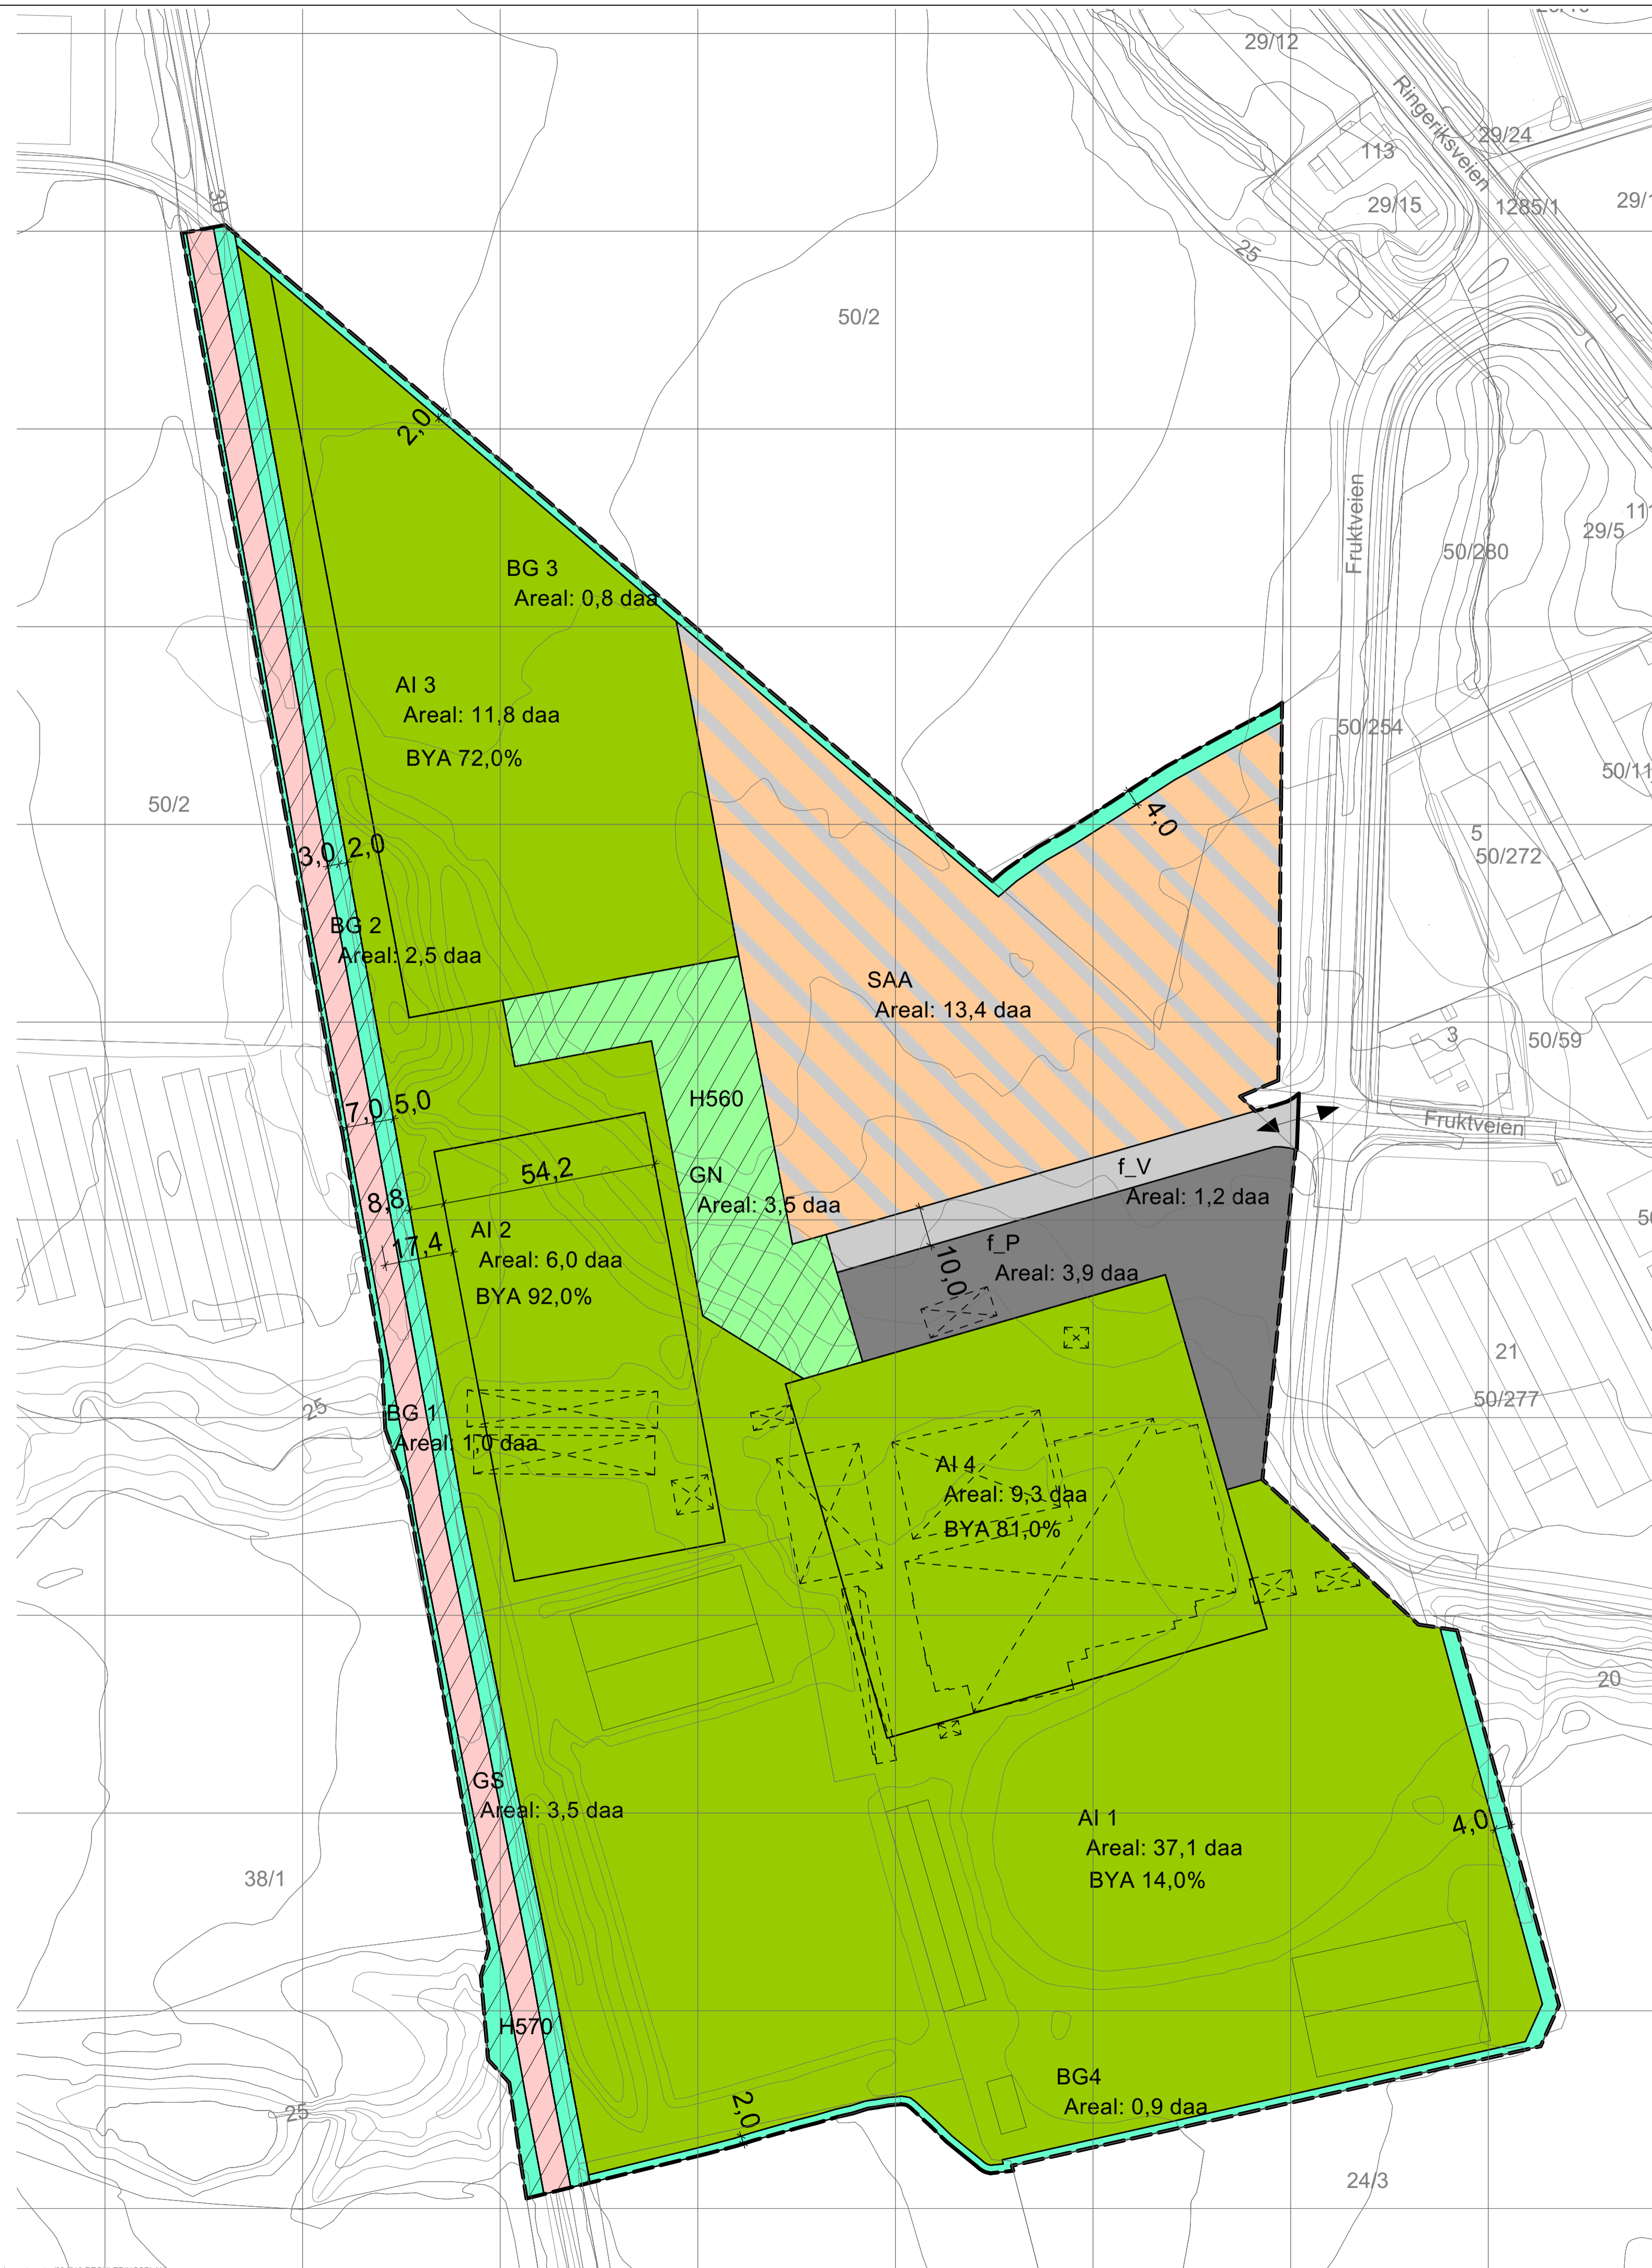 29/12
Ringeriksveien
29/24
113
29/15
1285/1
30
25
50/2
2,0
Fruktveien
29/5
50/280
BG 3
Areal: 0,8 daa
AI 3
Areal: 11,8 daa
BYA 72,0%
50/254
50/2
4,0
5
50/272
3,0
2,0
BG 2
Areal: 2,5 daa
SAA
Areal: 13,4 daa
3
50/59
H560
7,0
5,0
Fruktveien
54,2
GN
Areal: 3,5 daa
f_V
Areal: 1,2 daa
8,8
AI 2
Areal: 6,0 daa
BYA 92,0%
17,4
f_P
Areal: 3,9 daa
10,0
21
50/277
25
BG 1
Areal: 1,0 daa
AI 4
Areal: 9,3 daa
BYA 81,0%
20
GS
Areal: 3,5 daa
AI 1
Areal: 37,1 daa
BYA 14,0%
4,0
38/1
H570
BG4
Areal: 0,9 daa
2,0
25
24/3